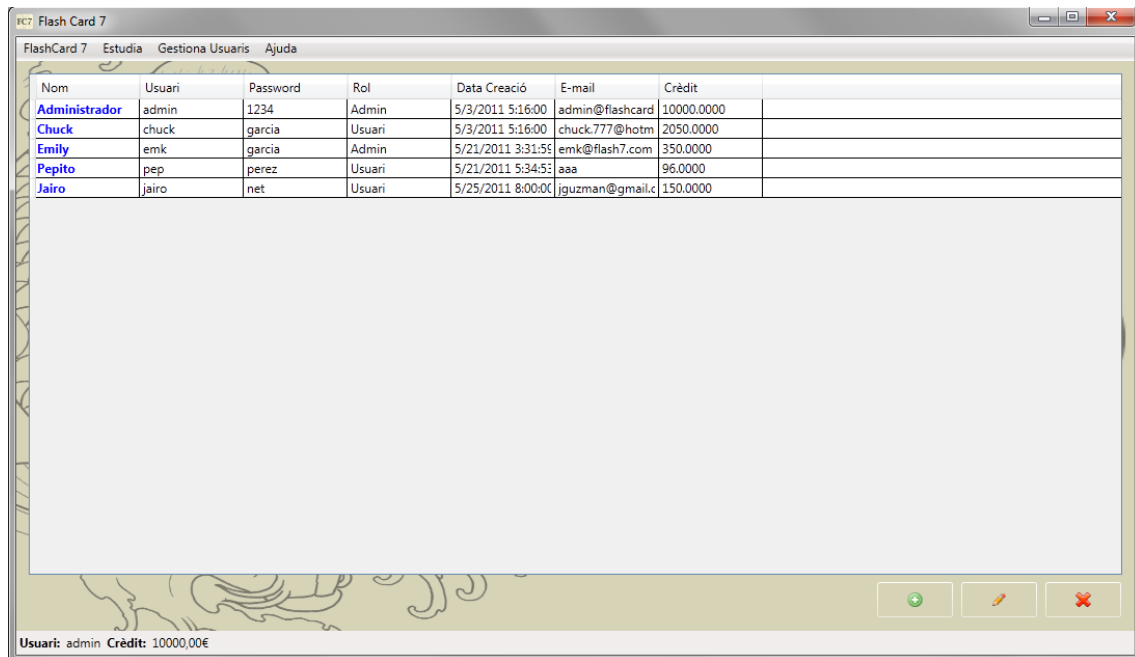 FC7 Flash Card 7
FlashCard 7 Estudia Gestiona Usuaris Ajuda
Nom Usuari Password Rol Data Creació E-mail Crèdit
Administrador admin 1234 Admin 5/3/2011 5:16:00 admin@flashcard 10000.0000
Chuck chuck garcia Usuari 5/3/2011 5:16:00 chuck.777@hotm 2050.0000
Emily emk garcia Admin 5/21/2011 3:31:59 emk@flash7.com 350.0000
Pepito pep perez Usuari 5/21/2011 5:34:53 aaa 96.0000
Jairo jairo net Usuari 5/25/2011 8:00:00 jguzman@gmail.c 150.0000
Usuari: admin Crèdit: 10000,00€